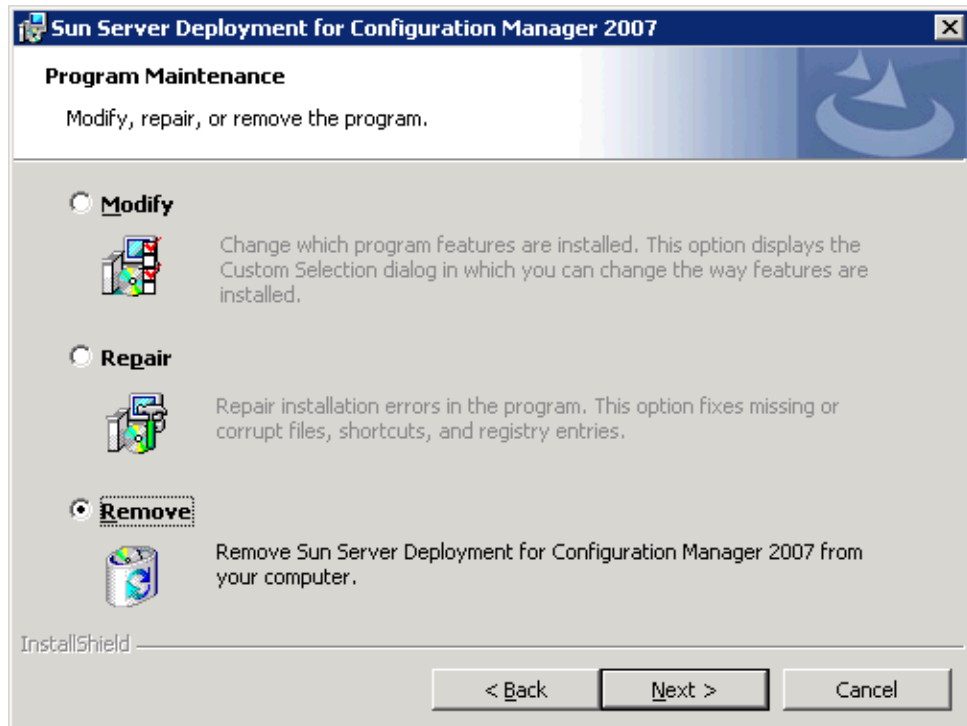 Sun Server Deployment for Configuration Manager 2007
Program Maintenance
Modify, repair, or remove the program.
Modify
Change which program features are installed. This option displays the
Custom Selection dialog in which you can change the way features are
installed.
Repair
Repair installation errors in the program. This option fixes missing or
corrupt files, shortcuts, and registry entries.
Remove
Remove Sun Server Deployment for Configuration Manager 2007 from
your computer.
InstallShield
< Back Next > Cancel